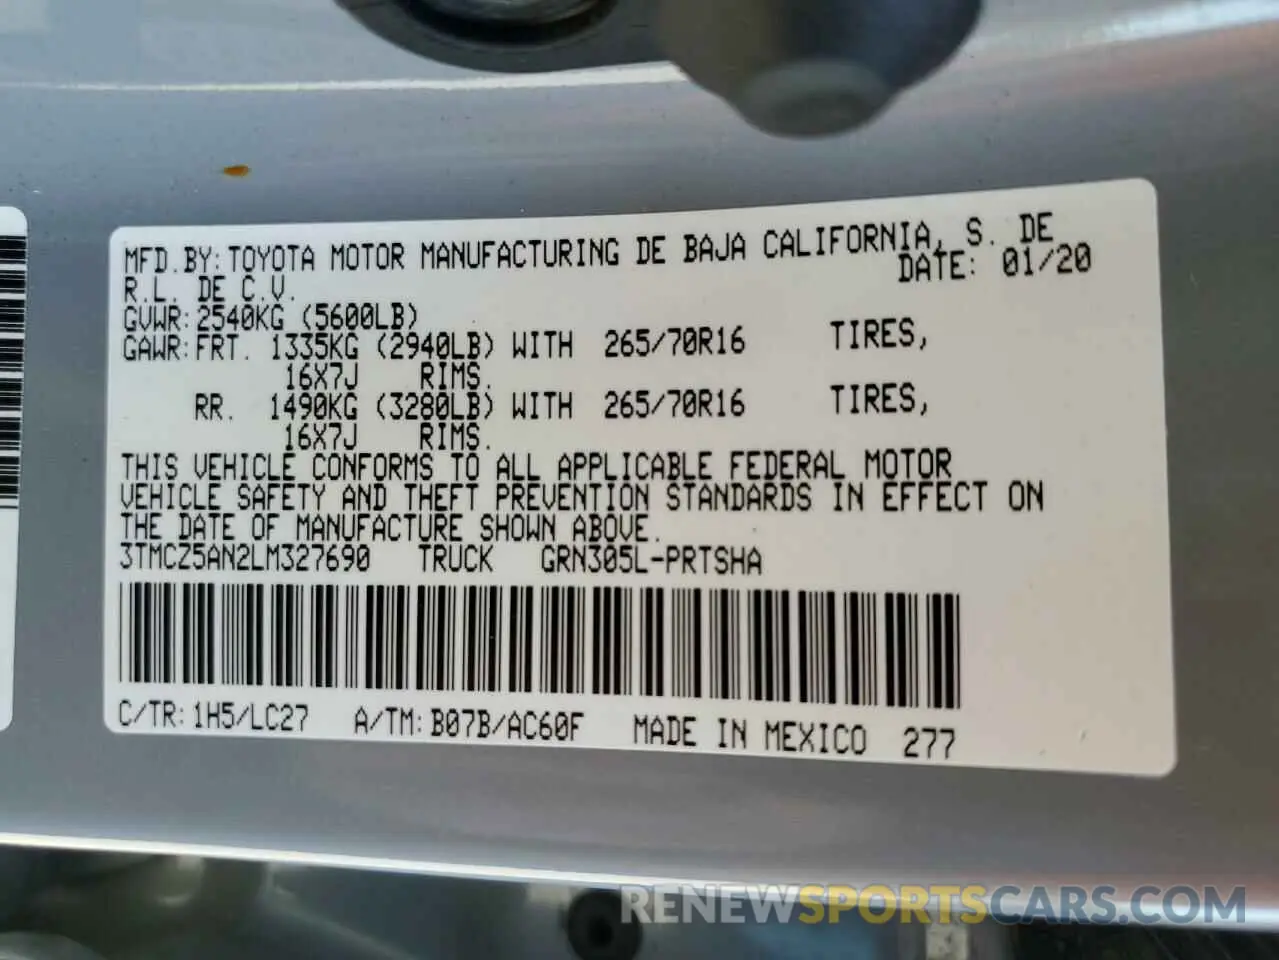 MFD.BY:TOYOTA MOTOR MANUFACTURING DE BAJA CALIFORNIA, S. DE
R.L. DE C.V. DATE: 01/20
GVWR:2540KG (5600LB)
GAWR:FRT. 1335KG (2940LB) WITH 265/70R16 TIRES,
16X7J RIMS.
RR. 1490KG (3280LB) WITH 265/70R16 TIRES,
16X7J RIMS.
THIS VEHICLE CONFORMS TO ALL APPLICABLE FEDERAL MOTOR
VEHICLE SAFETY AND THEFT PREVENTION STANDARDS IN EFFECT ON
THE DATE OF MANUFACTURE SHOWN ABOVE.
3TMCZ5AN2LM327690 TRUCK GRN305L-PRTSHA
C/TR:1H5/LC27 A/TM:B07B/AC60F MADE IN MEXICO 277
RENEWSPORTSCARS.COM